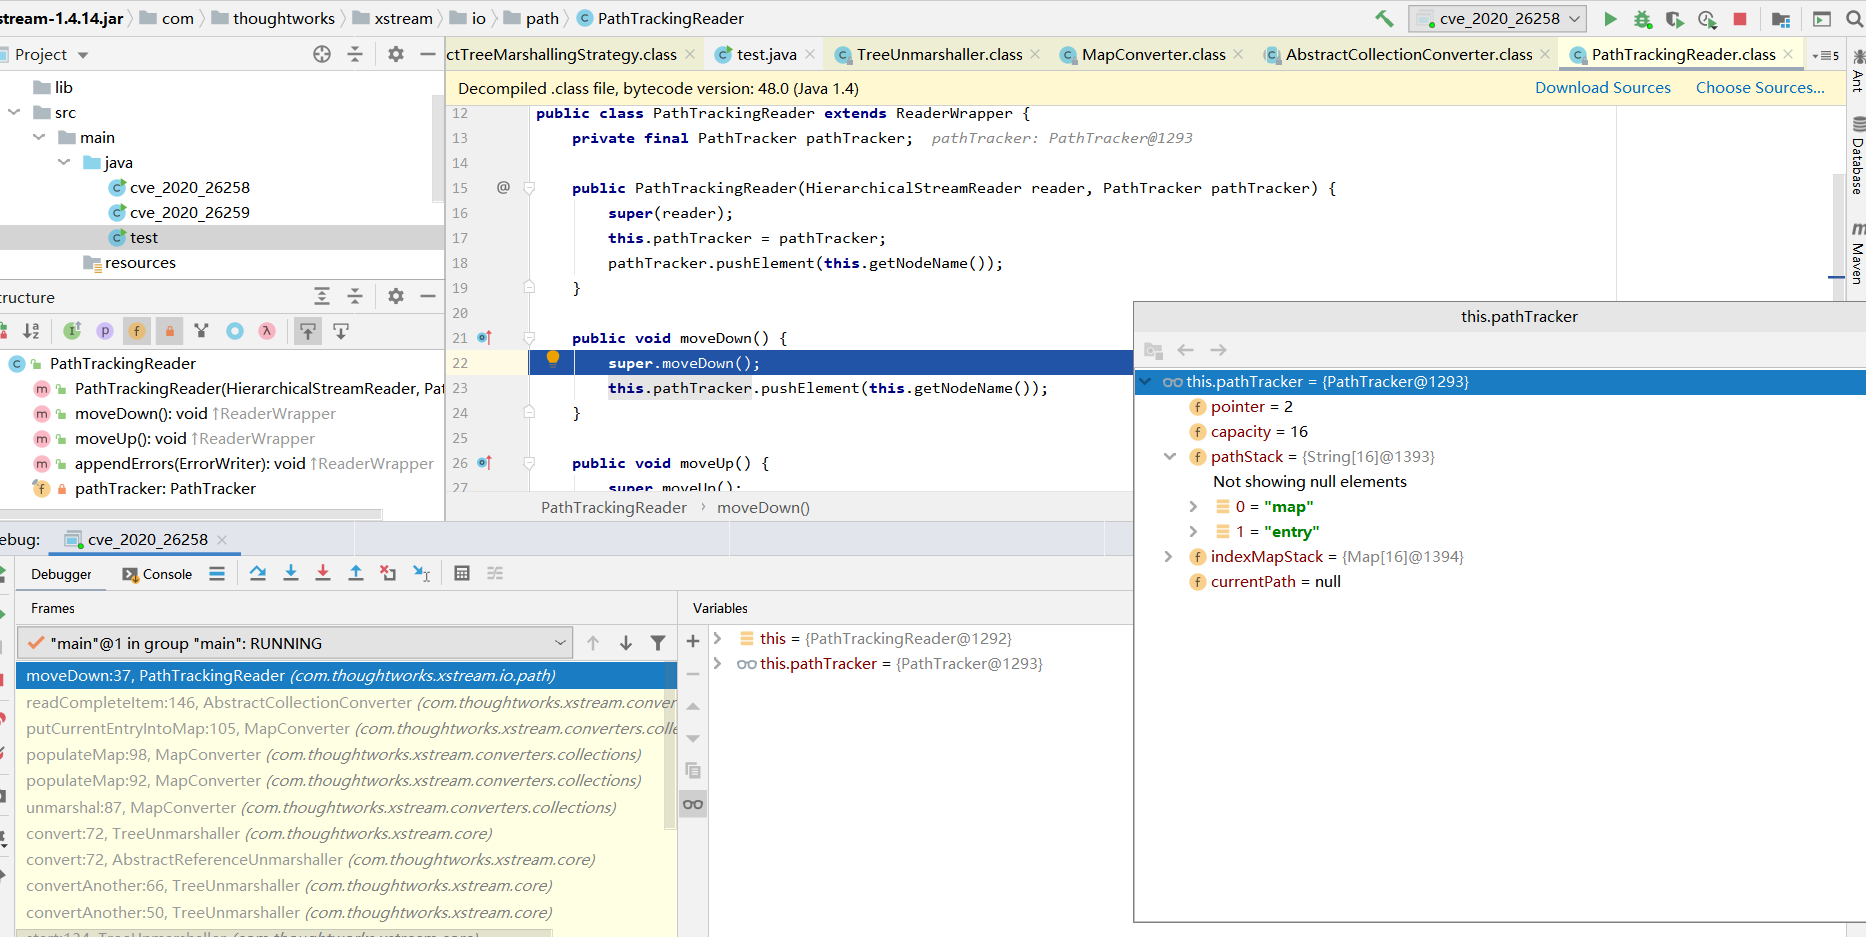 stream-1.4.14.jar com thoughtworks xstream io path PathTrackingReader
cve_2020_26258
Project
lib
src
main
java
cve_2020_26258
cve_2020_26259
test
resources
ctTreeMarshallingStrategy.class test.java TreeUnmarshaller.class MapConverter.class AbstractCollectionConverter.class PathTrackingReader.class 5
Decompiled .class file, bytecode version: 48.0 (Java 1.4) Download Sources Choose Sources...
12 public class PathTrackingReader extends ReaderWrapper {
13 private final PathTracker pathTracker; pathTracker: PathTracker@1293
14
15 @ public PathTrackingReader(HierarchicalStreamReader reader, PathTracker pathTracker) {
16 super(reader);
17 this.pathTracker = pathTracker;
18 pathTracker.pushElement(this.getNodeName());
19 }
20
21 public void moveDown() {
22 super.moveDown();
23 this.pathTracker.pushElement(this.getNodeName());
24 }
25
26 public void moveUp() {
27 super.moveUp();
PathTrackingReader › moveDown()
Ant
Database
Maven
ructure
PathTrackingReader
PathTrackingReader(HierarchicalStreamReader, Pat
moveDown(): void ↑ReaderWrapper
moveUp(): void ↑ReaderWrapper
appendErrors(ErrorWriter): void ↑ReaderWrapper
pathTracker: PathTracker
this.pathTracker
this.pathTracker = {PathTracker@1293}
pointer = 2
capacity = 16
pathStack = {String[16]@1393}
Not showing null elements
0 = "map"
1 = "entry"
indexMapStack = {Map[16]@1394}
currentPath = null
ebug: cve_2020_26258
Debugger Console
Frames
"main"@1 in group "main": RUNNING
moveDown:37, PathTrackingReader (com.thoughtworks.xstream.io.path)
readCompleteItem:146, AbstractCollectionConverter (com.thoughtworks.xstream.conver
putCurrentEntryIntoMap:105, MapConverter (com.thoughtworks.xstream.converters.colle
populateMap:98, MapConverter (com.thoughtworks.xstream.converters.collections)
populateMap:92, MapConverter (com.thoughtworks.xstream.converters.collections)
unmarshal:87, MapConverter (com.thoughtworks.xstream.converters.collections)
convert:72, TreeUnmarshaller (com.thoughtworks.xstream.core)
convert:72, AbstractReferenceUnmarshaller (com.thoughtworks.xstream.core)
convertAnother:66, TreeUnmarshaller (com.thoughtworks.xstream.core)
convertAnother:50, TreeUnmarshaller (com.thoughtworks.xstream.core)
start:134, TreeUnmarshaller (com.thoughtworks.xstream.core)
Variables
this = {PathTrackingReader@1292}
this.pathTracker = {PathTracker@1293}